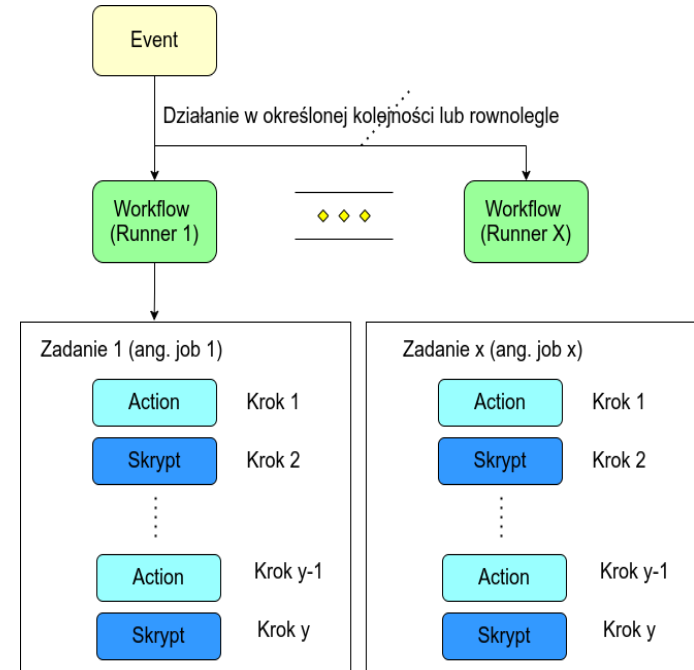 Event
Działanie w określonej kolejności lub rownolegle
Workflow
(Runner 1)
Workflow
(Runner X)
Zadanie 1 (ang. job 1)
Action
Krok 1
Skrypt
Krok 2
Action
Krok y-1
Skrypt
Krok y
Zadanie x (ang. job x)
Action
Krok 1
Skrypt
Krok 2
Action
Krok y-1
Skrypt
Krok y